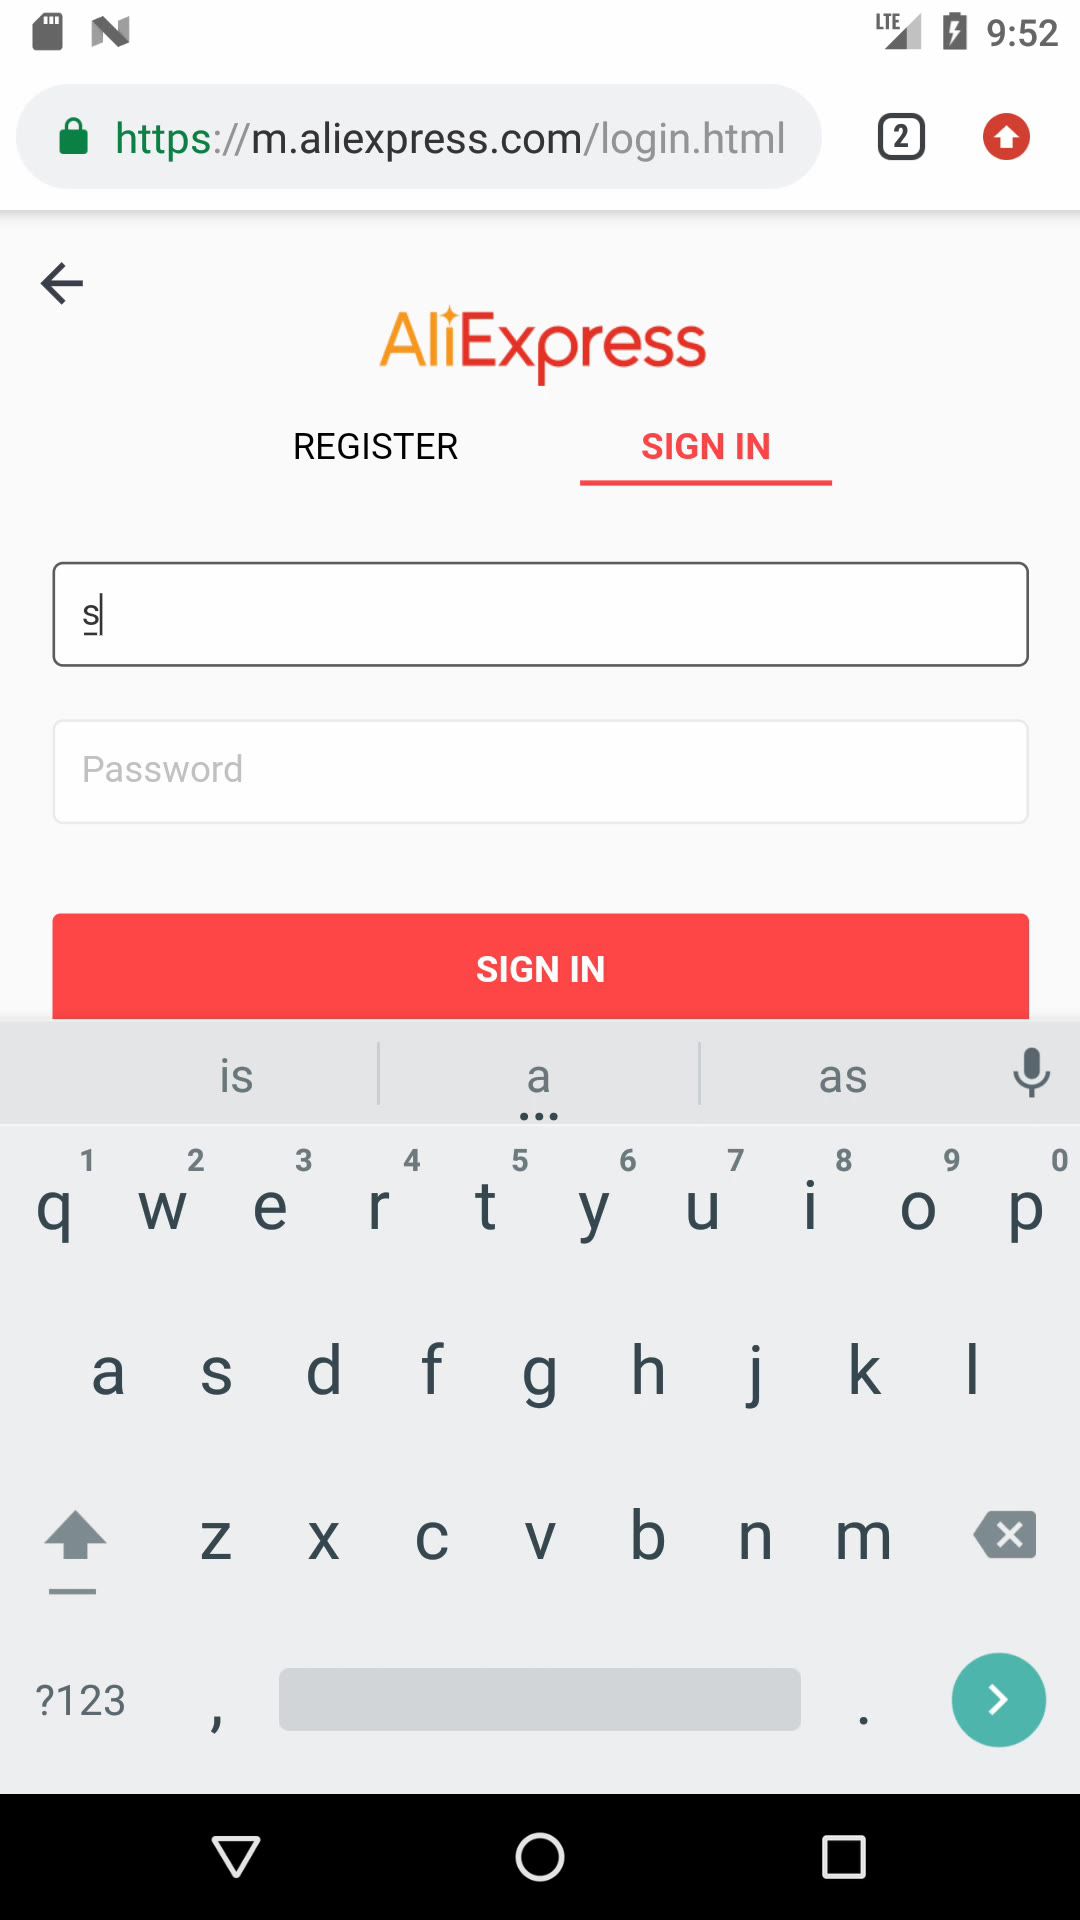 LTE 9:52
https://m.aliexpress.com/login.html 2
AliExpress
REGISTER SIGN IN
s
Password
SIGN IN
is a as
1 2 3 4 5 6 7 8 9 0
q w e r t y u i o p
a s d f g h j k l
z x c v b n m
?123 , .